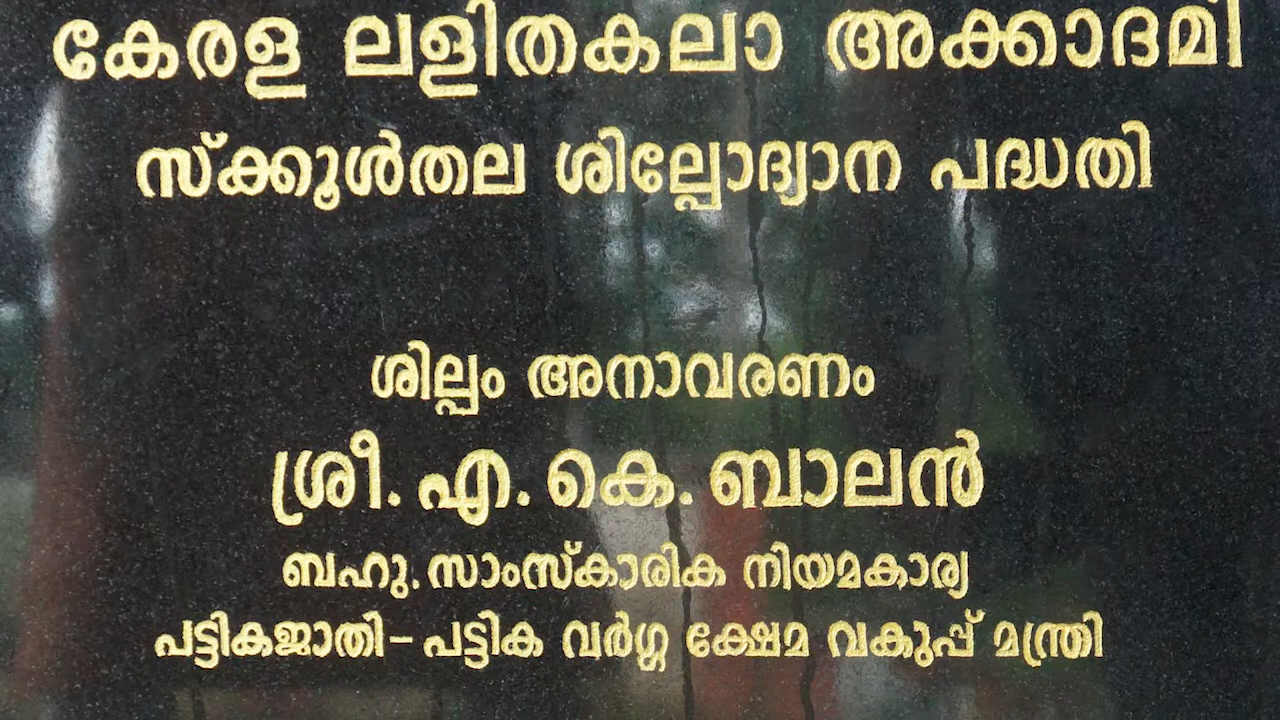 കേരള ലളിതകലാ അക്കാദമി
സ്ക്കൂൾതല ശില്പോദ്യാന പദ്ധതി
ശില്പം അനാവരണം
ശ്രീ. എ. കെ. ബാലൻ
ബഹു. സാംസ്കാരിക നിയമകാര്യ
പട്ടികജാതി - പട്ടിക വർഗ്ഗ ക്ഷേമ വകുപ്പ് മന്ത്രി